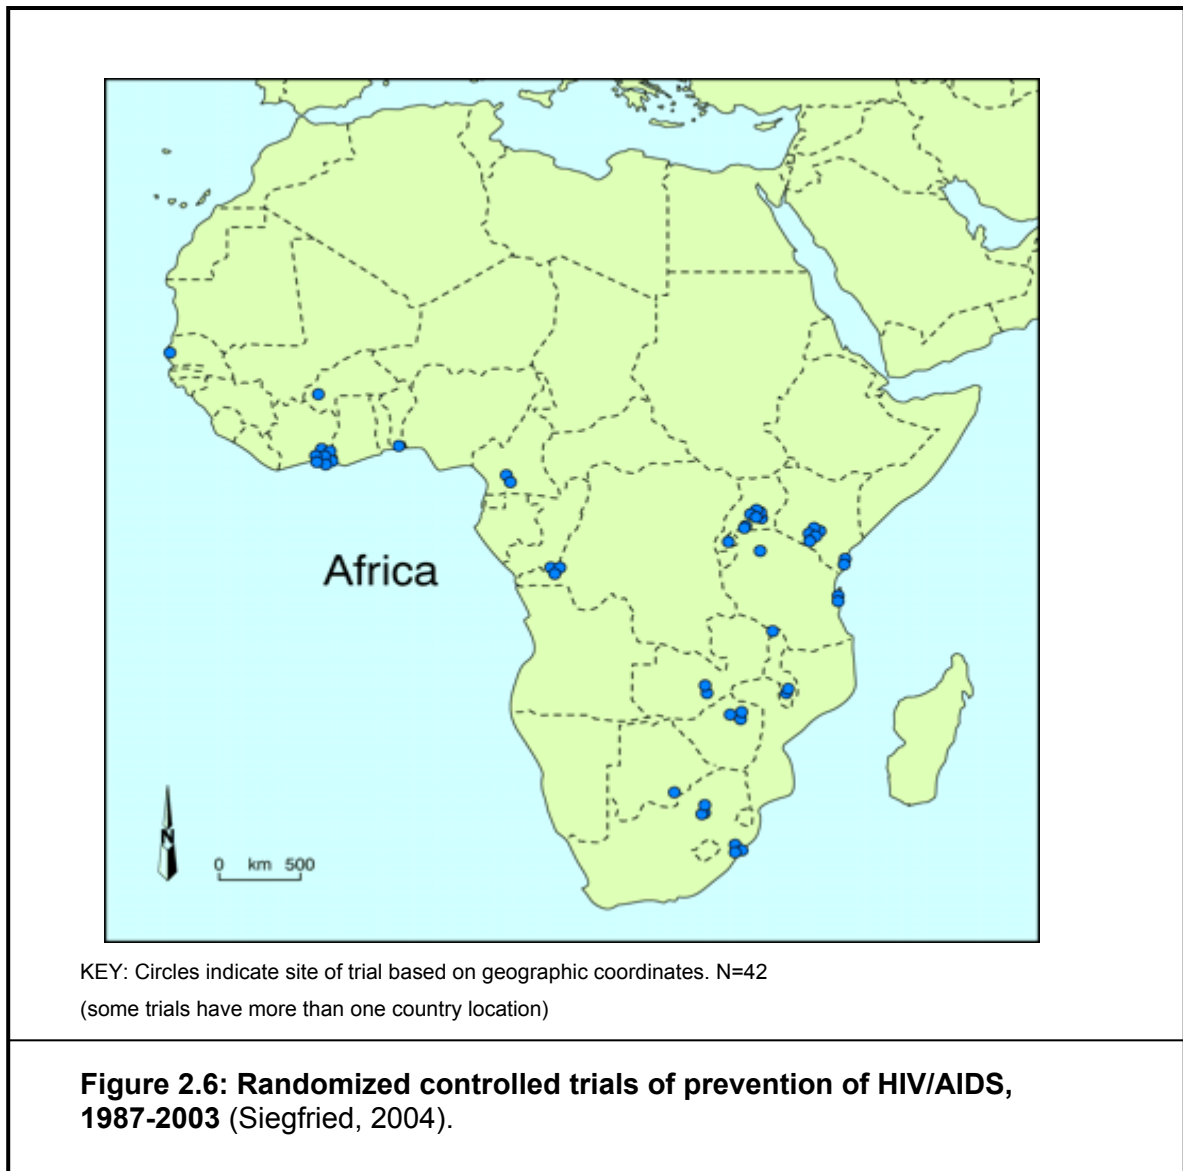 Africa
N
0 km 500
KEY: Circles indicate site of trial based on geographic coordinates. N=42
(some trials have more than one country location)
Figure 2.6: Randomized controlled trials of prevention of HIV/AIDS,
1987-2003 (Siegfried, 2004).